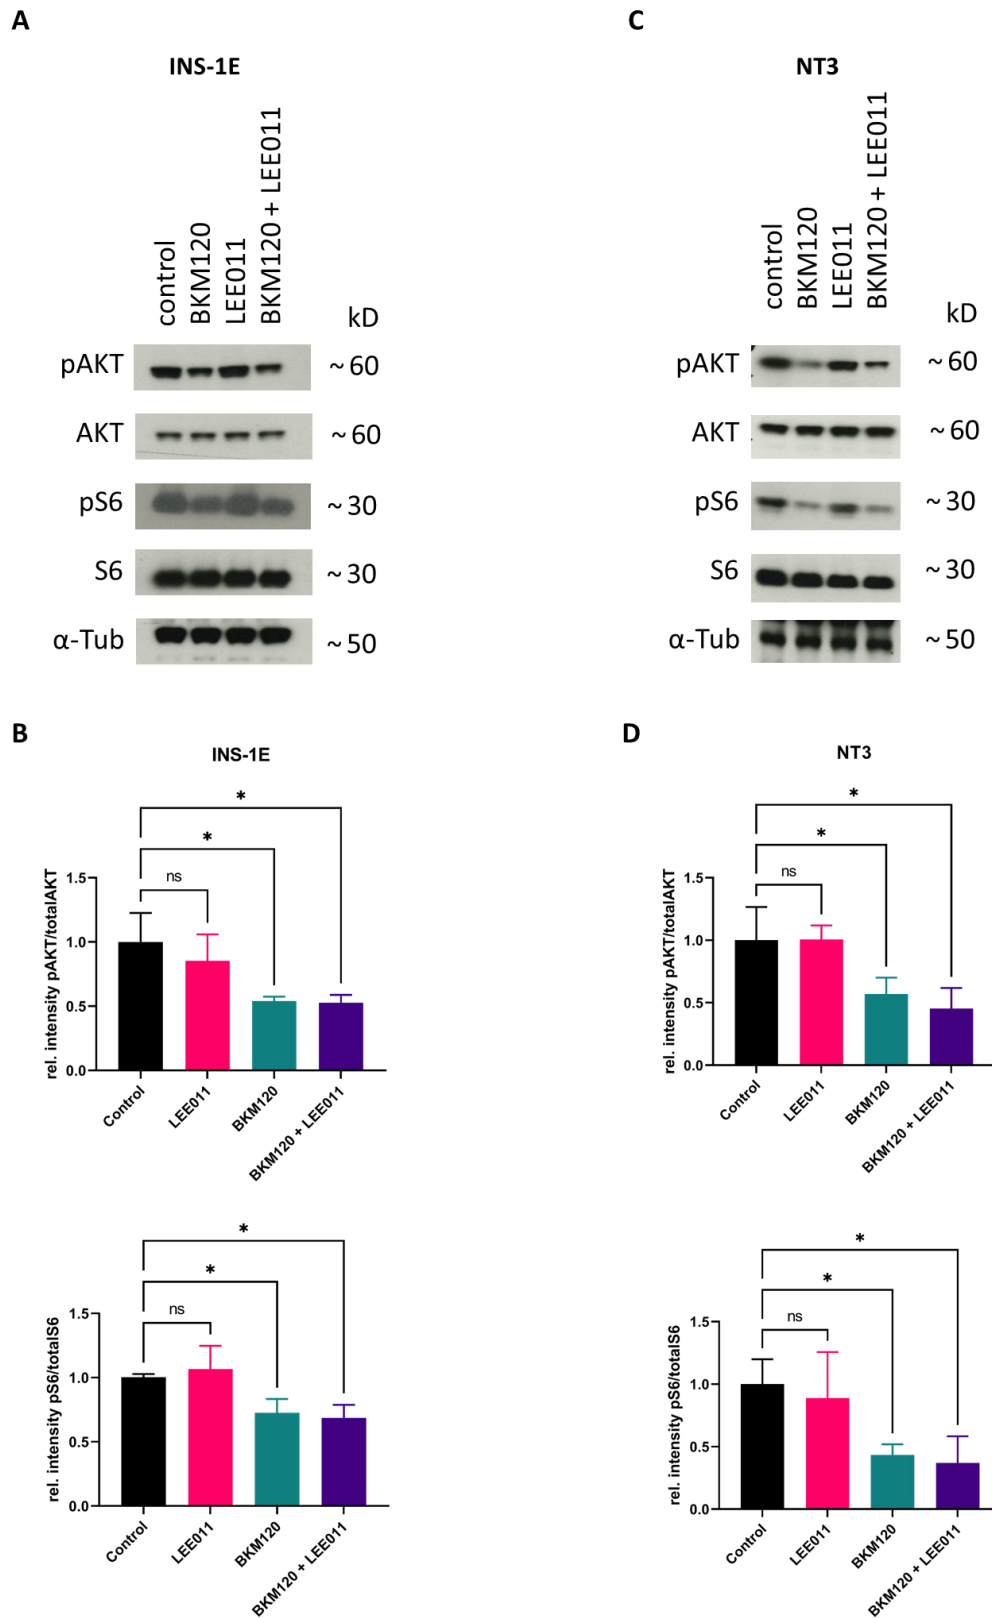 A
INS-1E
control
BKM120
LEE011
BKM120 + LEE011
kD
pAKT
~ 60
AKT
~ 60
pS6
~ 30
S6
~ 30
α-Tub
~ 50
C
NT3
control
BKM120
LEE011
BKM120 + LEE011
kD
pAKT
~ 60
AKT
~ 60
pS6
~ 30
S6
~ 30
α-Tub
~ 50
B
INS-1E
*
*
ns
rel. intensity pAKT/totalAKT
1.5
1.0
0.5
0.0
Control
LEE011
BKM120
BKM120 + LEE011
*
*
ns
rel. intensity pS6/totalS6
1.5
1.0
0.5
0.0
Control
LEE011
BKM120
BKM120 + LEE011
D
NT3
*
*
ns
rel. intensity pAKT/totalAKT
1.5
1.0
0.5
0.0
Control
LEE011
BKM120
BKM120 + LEE011
*
*
ns
rel. intensity pS6/totalS6
1.5
1.0
0.5
0.0
Control
LEE011
BKM120
BKM120 + LEE011